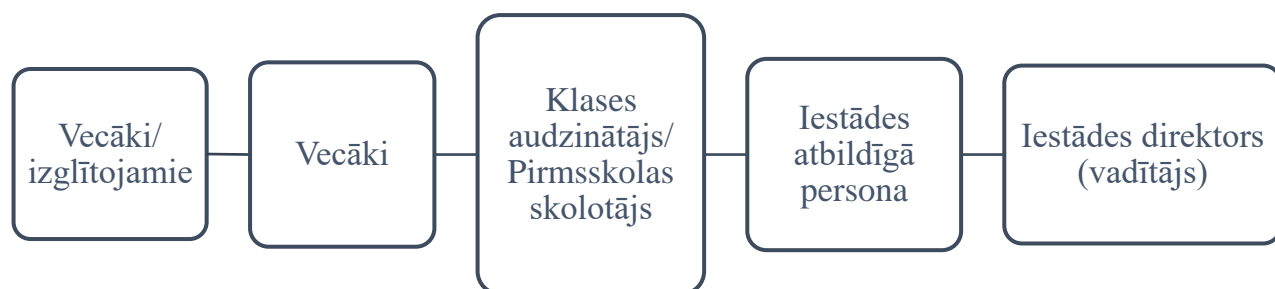 Vecāki/
izglītojamie
Vecāki
Klases
audzinātājs/
Pirmsskolas
skolotājs
Iestādes
atbildīgā
persona
Iestādes direktors
(vadītājs)